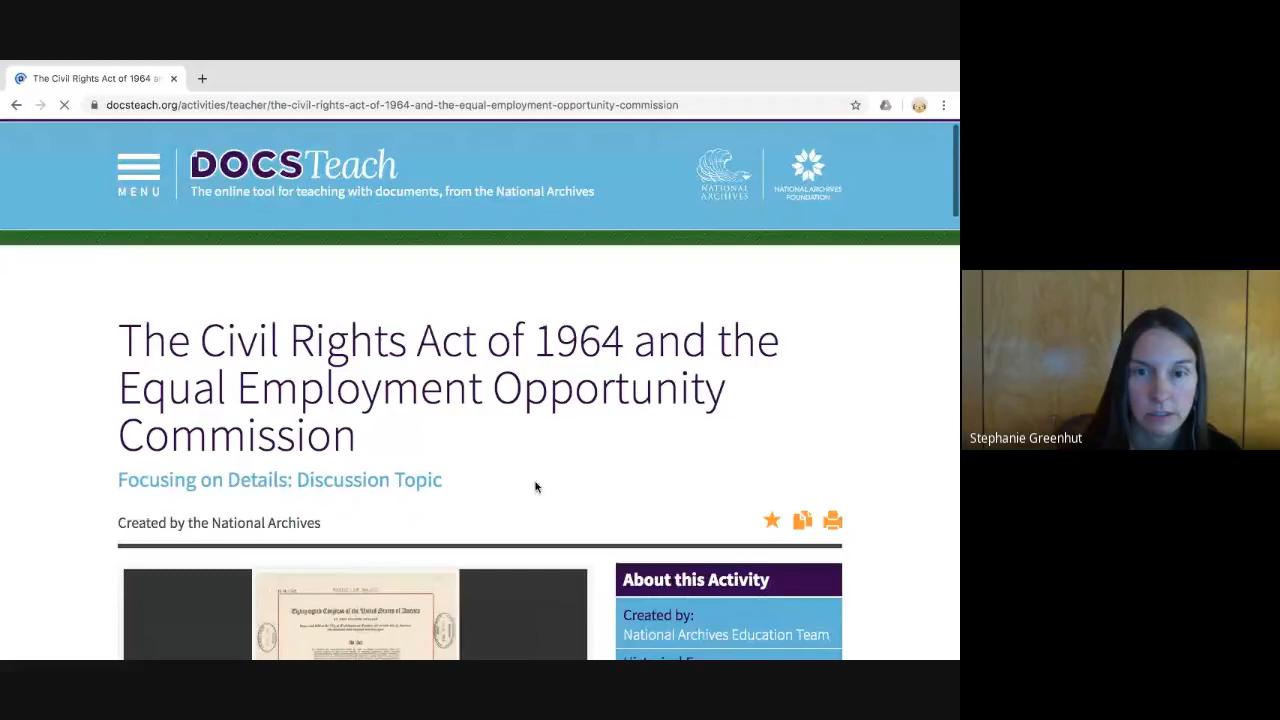 The Civil Rights Act of 1964 a
docsteach.org/activities/teacher/the-civil-rights-act-of-1964-and-the-equal-employment-opportunity-commission
MENU
DOCSTeach
The online tool for teaching with documents, from the National Archives
NATIONAL
ARCHIVES
NATIONAL ARCHIVES
FOUNDATION
The Civil Rights Act of 1964 and the
Equal Employment Opportunity
Commission
Focusing on Details: Discussion Topic
Created by the National Archives
Eighty-eighth Congress of the United States of America
An Act
About this Activity
Created by:
National Archives Education Team
Stephanie Greenhut